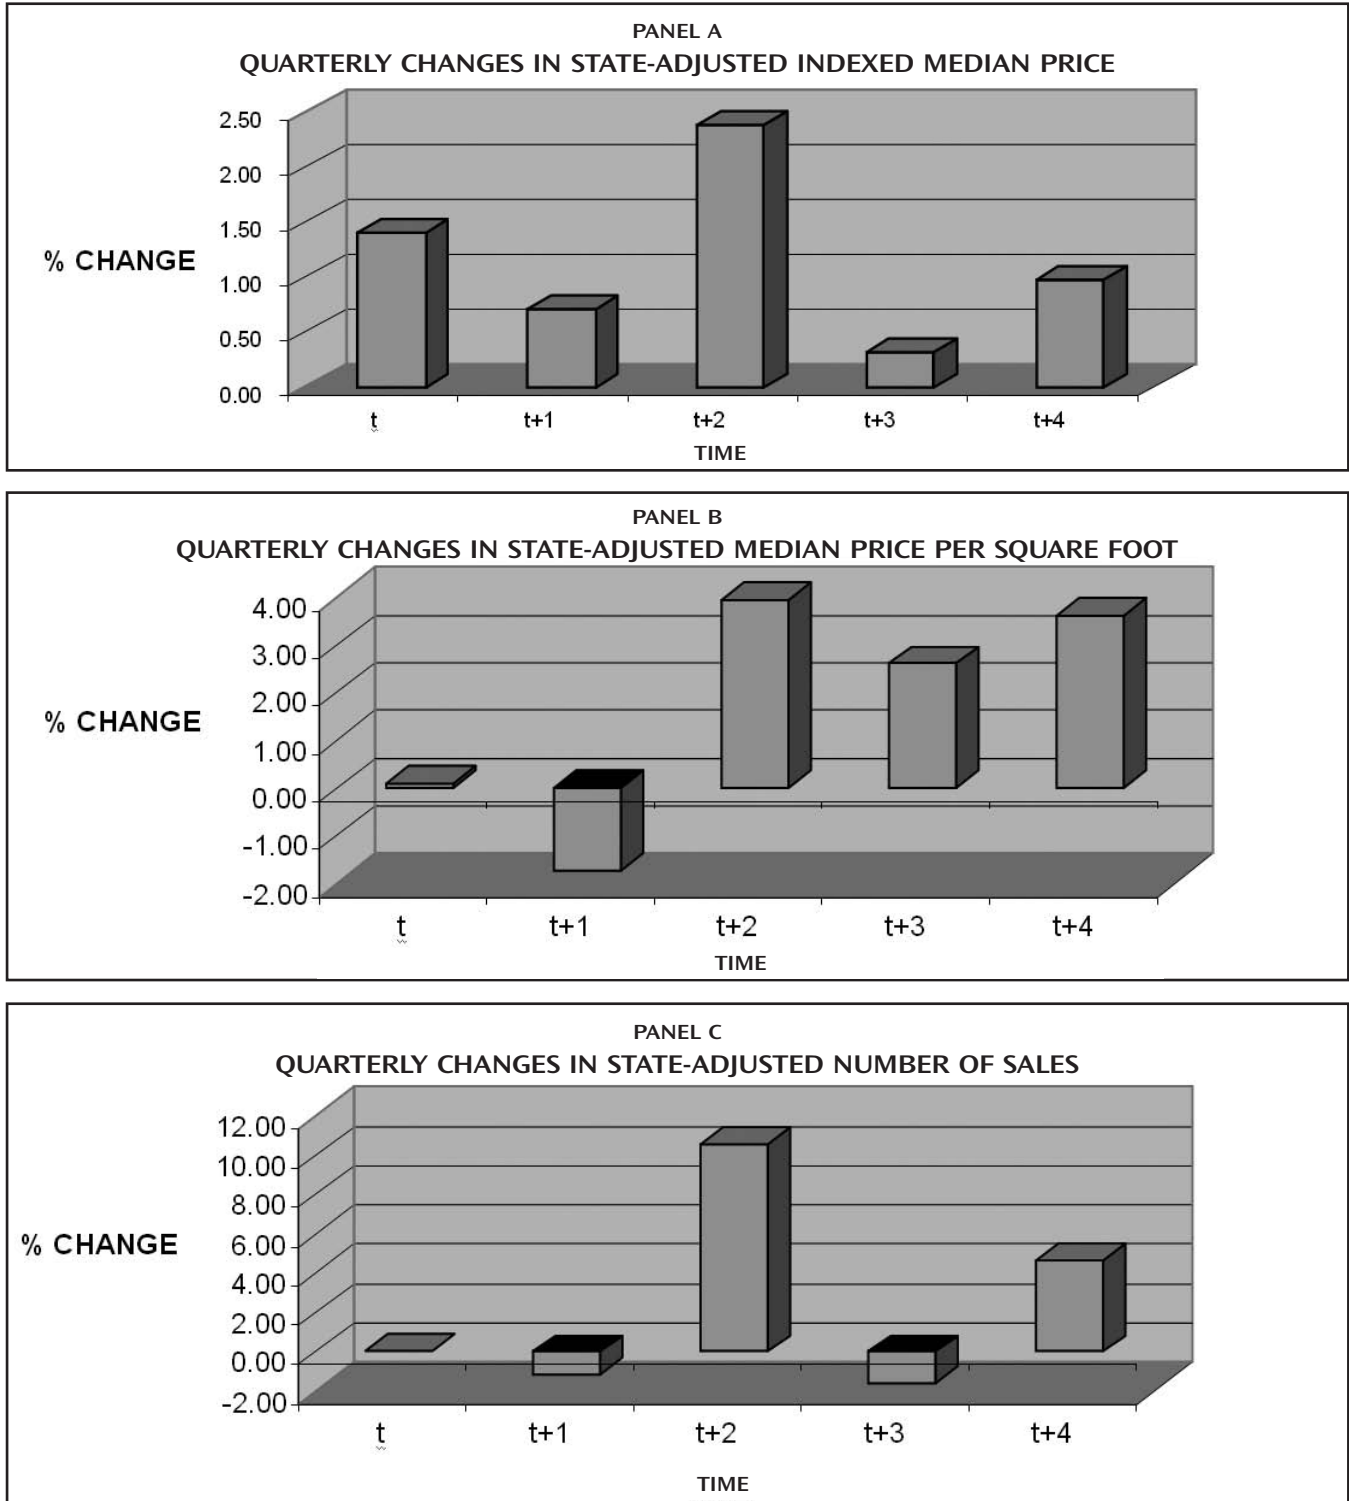 PANEL A
QUARTERLY CHANGES IN STATE-ADJUSTED INDEXED MEDIAN PRICE
2.50
2.00
1.50
% CHANGE
1.00
0.50
0.00
t t+1 t+2 t+3 t+4
TIME
PANEL B
QUARTERLY CHANGES IN STATE-ADJUSTED MEDIAN PRICE PER SQUARE FOOT
4.00
3.00
2.00
% CHANGE
1.00
0.00
-1.00
-2.00
t t+1 t+2 t+3 t+4
TIME
PANEL C
QUARTERLY CHANGES IN STATE-ADJUSTED NUMBER OF SALES
12.00
10.00
8.00
6.00
% CHANGE
4.00
2.00
0.00
-2.00
t t+1 t+2 t+3 t+4
TIME